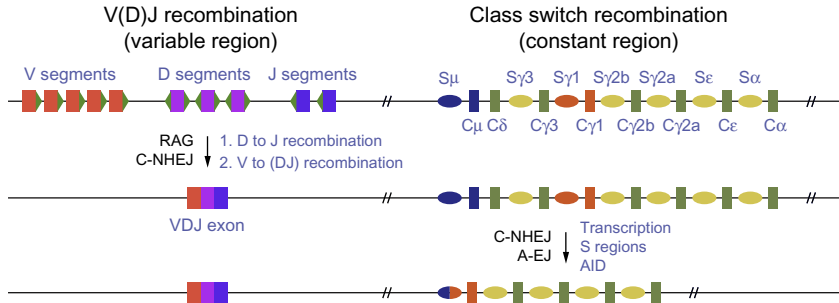 V(D)J recombination
(variable region)
Class switch recombination
(constant region)
V segments
D segments
J segments
Sμ
Sγ3
Sγ1
Sγ2b
Sγ2a
Sε
Sα
//
//
Cμ
Cδ
Cγ3
Cγ1
Cγ2b
Cγ2a
Cε
Cα
RAG
C-NHEJ
1. D to J recombination
2. V to (DJ) recombination
//
//
VDJ exon
C-NHEJ
A-EJ
Transcription
S regions
AID
//
//